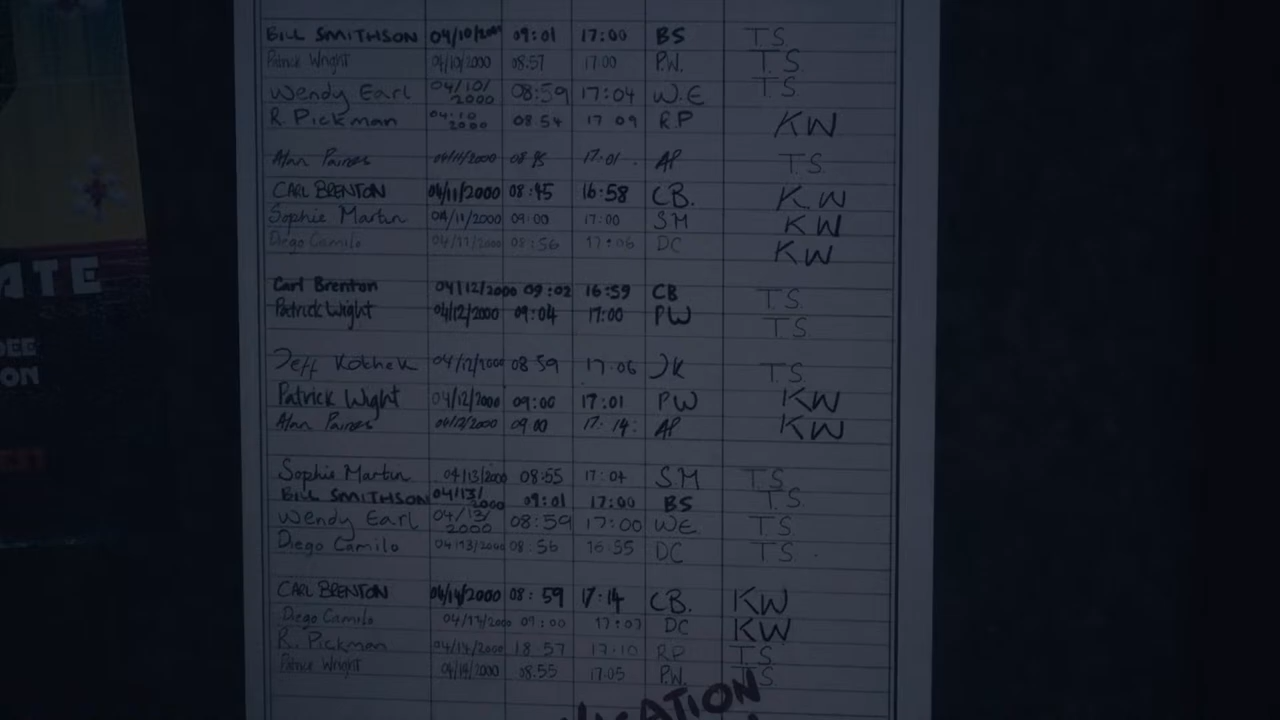 BILL SMITHSON 04/10/2000 09:01 17:00 BS T.S.
Patrick Wright 04/10/2000 08:57 17:00 P.W. T.S.
Wendy Earl 04/10/2000 08:59 17:04 W.E T.S
R. Pickman 04.10 2000 08 54 17 09 RP KW
Alan Paines 04/11/2000 17:01 AP T.S.
CARL BRENTON 04/11/2000 08:45 16:58 CB. KW
Sophie Martin 04/11/2000 09:00 17:00 SM KW
Diego Camilo 04/11/2000 08:56 17:06 DC KW
Carl Brenton 04/12/2000 09:02 16:59 CB T.S.
Patrick Wight 04/12/2000 09:04 17:00 PW T.S.
Jeff Kothek 04/12/2000 08 59 17:06 JK T.S.
Patrick Wight 04/12/2000 09:00 17:01 PW KW
Alan Paines 04/12/2000 09 00 17:14: AP KW
Sophie Martin 04/13/2000 08:55 17:04 SM T.S.
BILL SMITHSON 04/13/2000 09:01 17:00 BS T.S.
Wendy Earl 04/13/2000 08:59 17:00 WE T.S
Diego Camilo 04/13/2000 08:56 16:55 DC T.S.
CARL BRENTON 04/14/2000 08:59 17:14 CB. KW
Diego Camilo 04/14/2000 09:00 17:07 DC KW
R. Pickman 04/14/2000 18 57 17:10 RP T.S.
04/14/2000 08:55 17:05 P.W. T.S
ATE
DEE
ON